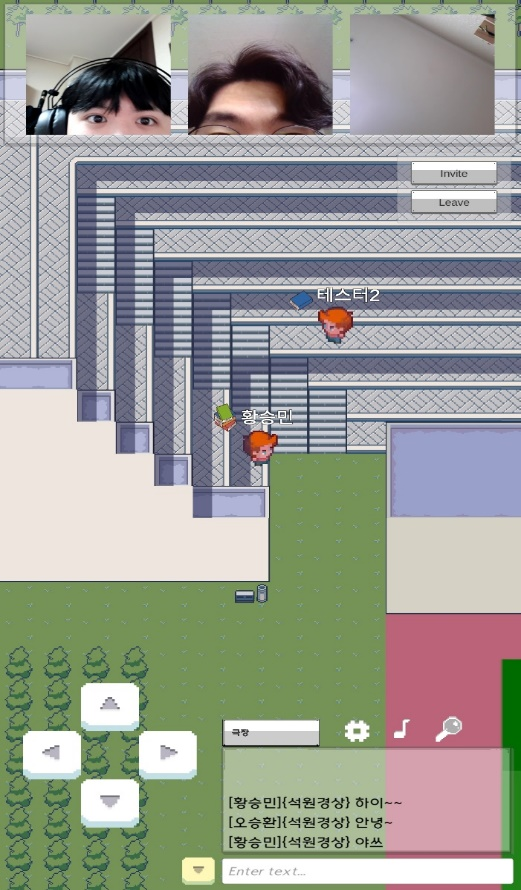 Invite
Leave
테스터2
황승민
극장
[황승민]{석원경상} 하이~~
[오승환]{석원경상} 안녕~
[황승민]{석원경상} 야쓰
Enter text...